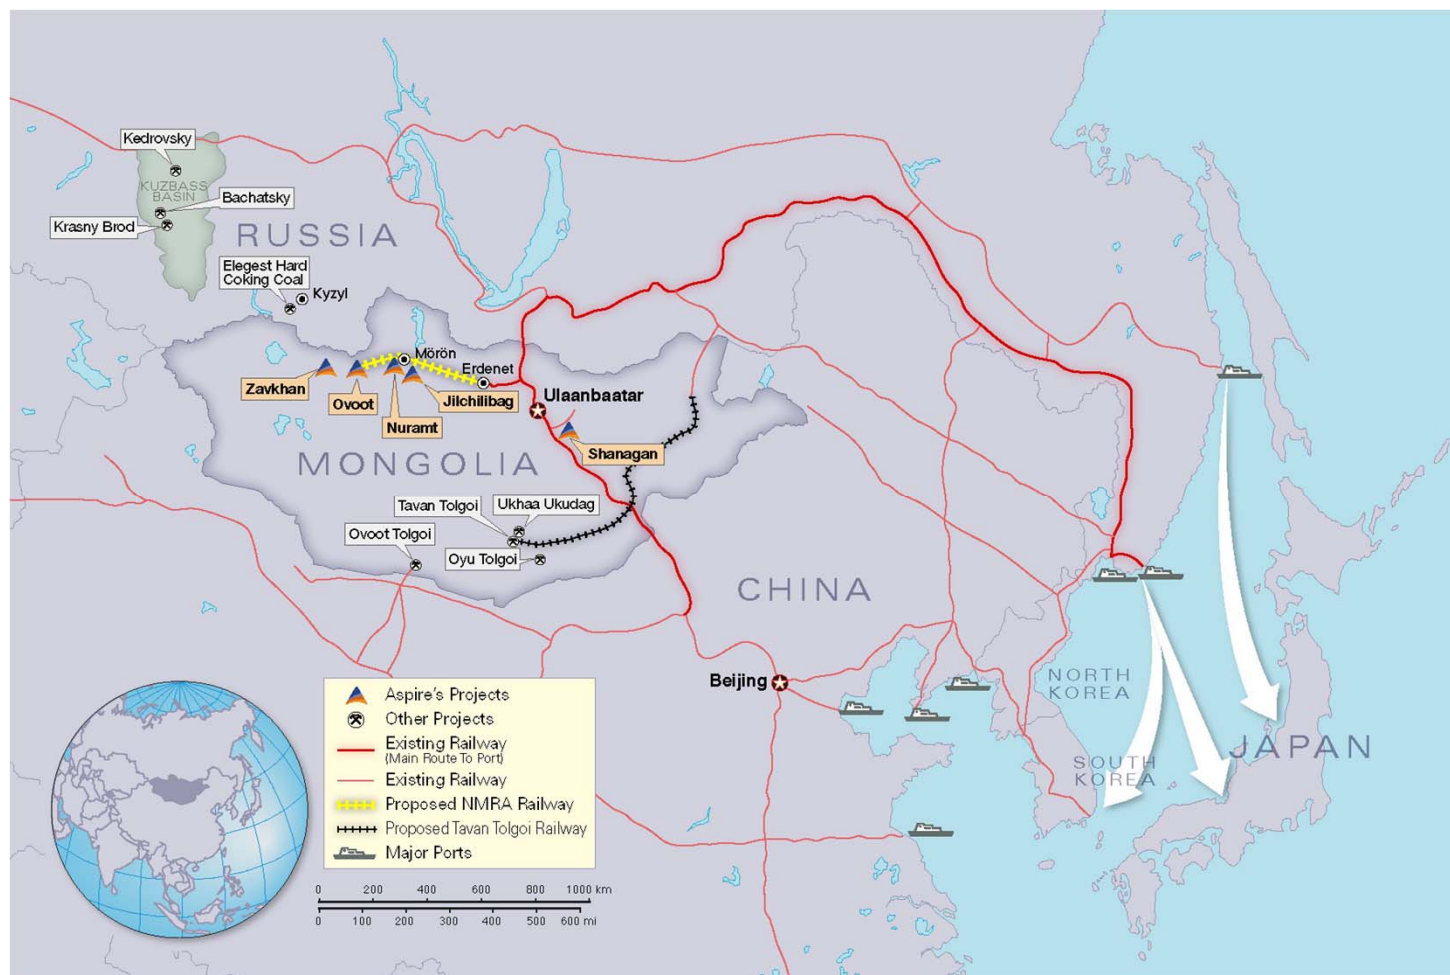 Kedrovsky
KUZBASS
BASIN
Bachatsky
Krasny Brod
RUSSIA
Elegest Hard
Coking Coal
Kyzyl
Mörön
Erdenet
Zavkhan
Ovoot
Jilchilibag
Nuramt
Ulaanbaatar
Shanagan
MONGOLIA
Tavan Tolgoi
Ukhaa Ukudag
Ovoot Tolgoi
Oyu Tolgoi
CHINA
Beijing
NORTH
KOREA
SOUTH
KOREA
JAPAN
Aspire's Projects
Other Projects
Existing Railway
(Main Route To Port)
Existing Railway
Proposed NMRA Railway
Proposed Tavan Tolgoi Railway
Major Ports
0 200 400 600 800 1000 km
0 100 200 300 400 500 600 mi